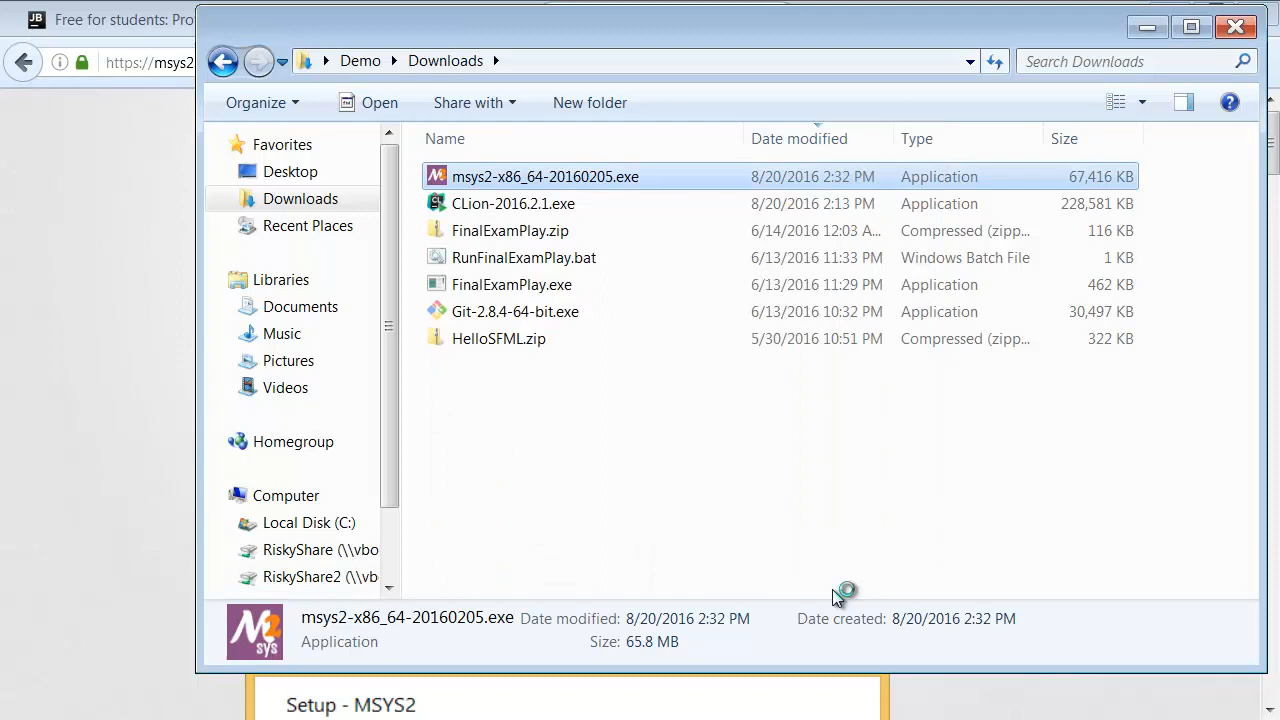 JB Free for students: Pro
https://msys2
Demo Downloads
Search Downloads
Organize Open Share with New folder
Name Date modified Type Size
Favorites
Desktop
Downloads
Recent Places
Libraries
Documents
Music
Pictures
Videos
Homegroup
Computer
Local Disk (C:)
RiskyShare (\\vbo
RiskyShare2 (\\vb
msys2-x86_64-20160205.exe 8/20/2016 2:32 PM Application 67,416 KB
CLion-2016.2.1.exe 8/20/2016 2:13 PM Application 228,581 KB
FinalExamPlay.zip 6/14/2016 12:03 A... Compressed (zipp... 116 KB
RunFinalExamPlay.bat 6/13/2016 11:33 PM Windows Batch File 1 KB
FinalExamPlay.exe 6/13/2016 11:29 PM Application 462 KB
Git-2.8.4-64-bit.exe 6/13/2016 10:32 PM Application 30,497 KB
HelloSFML.zip 5/30/2016 10:51 PM Compressed (zipp... 322 KB
M2 sys
msys2-x86_64-20160205.exe Date modified: 8/20/2016 2:32 PM Date created: 8/20/2016 2:32 PM
Application Size: 65.8 MB
Setup - MSYS2